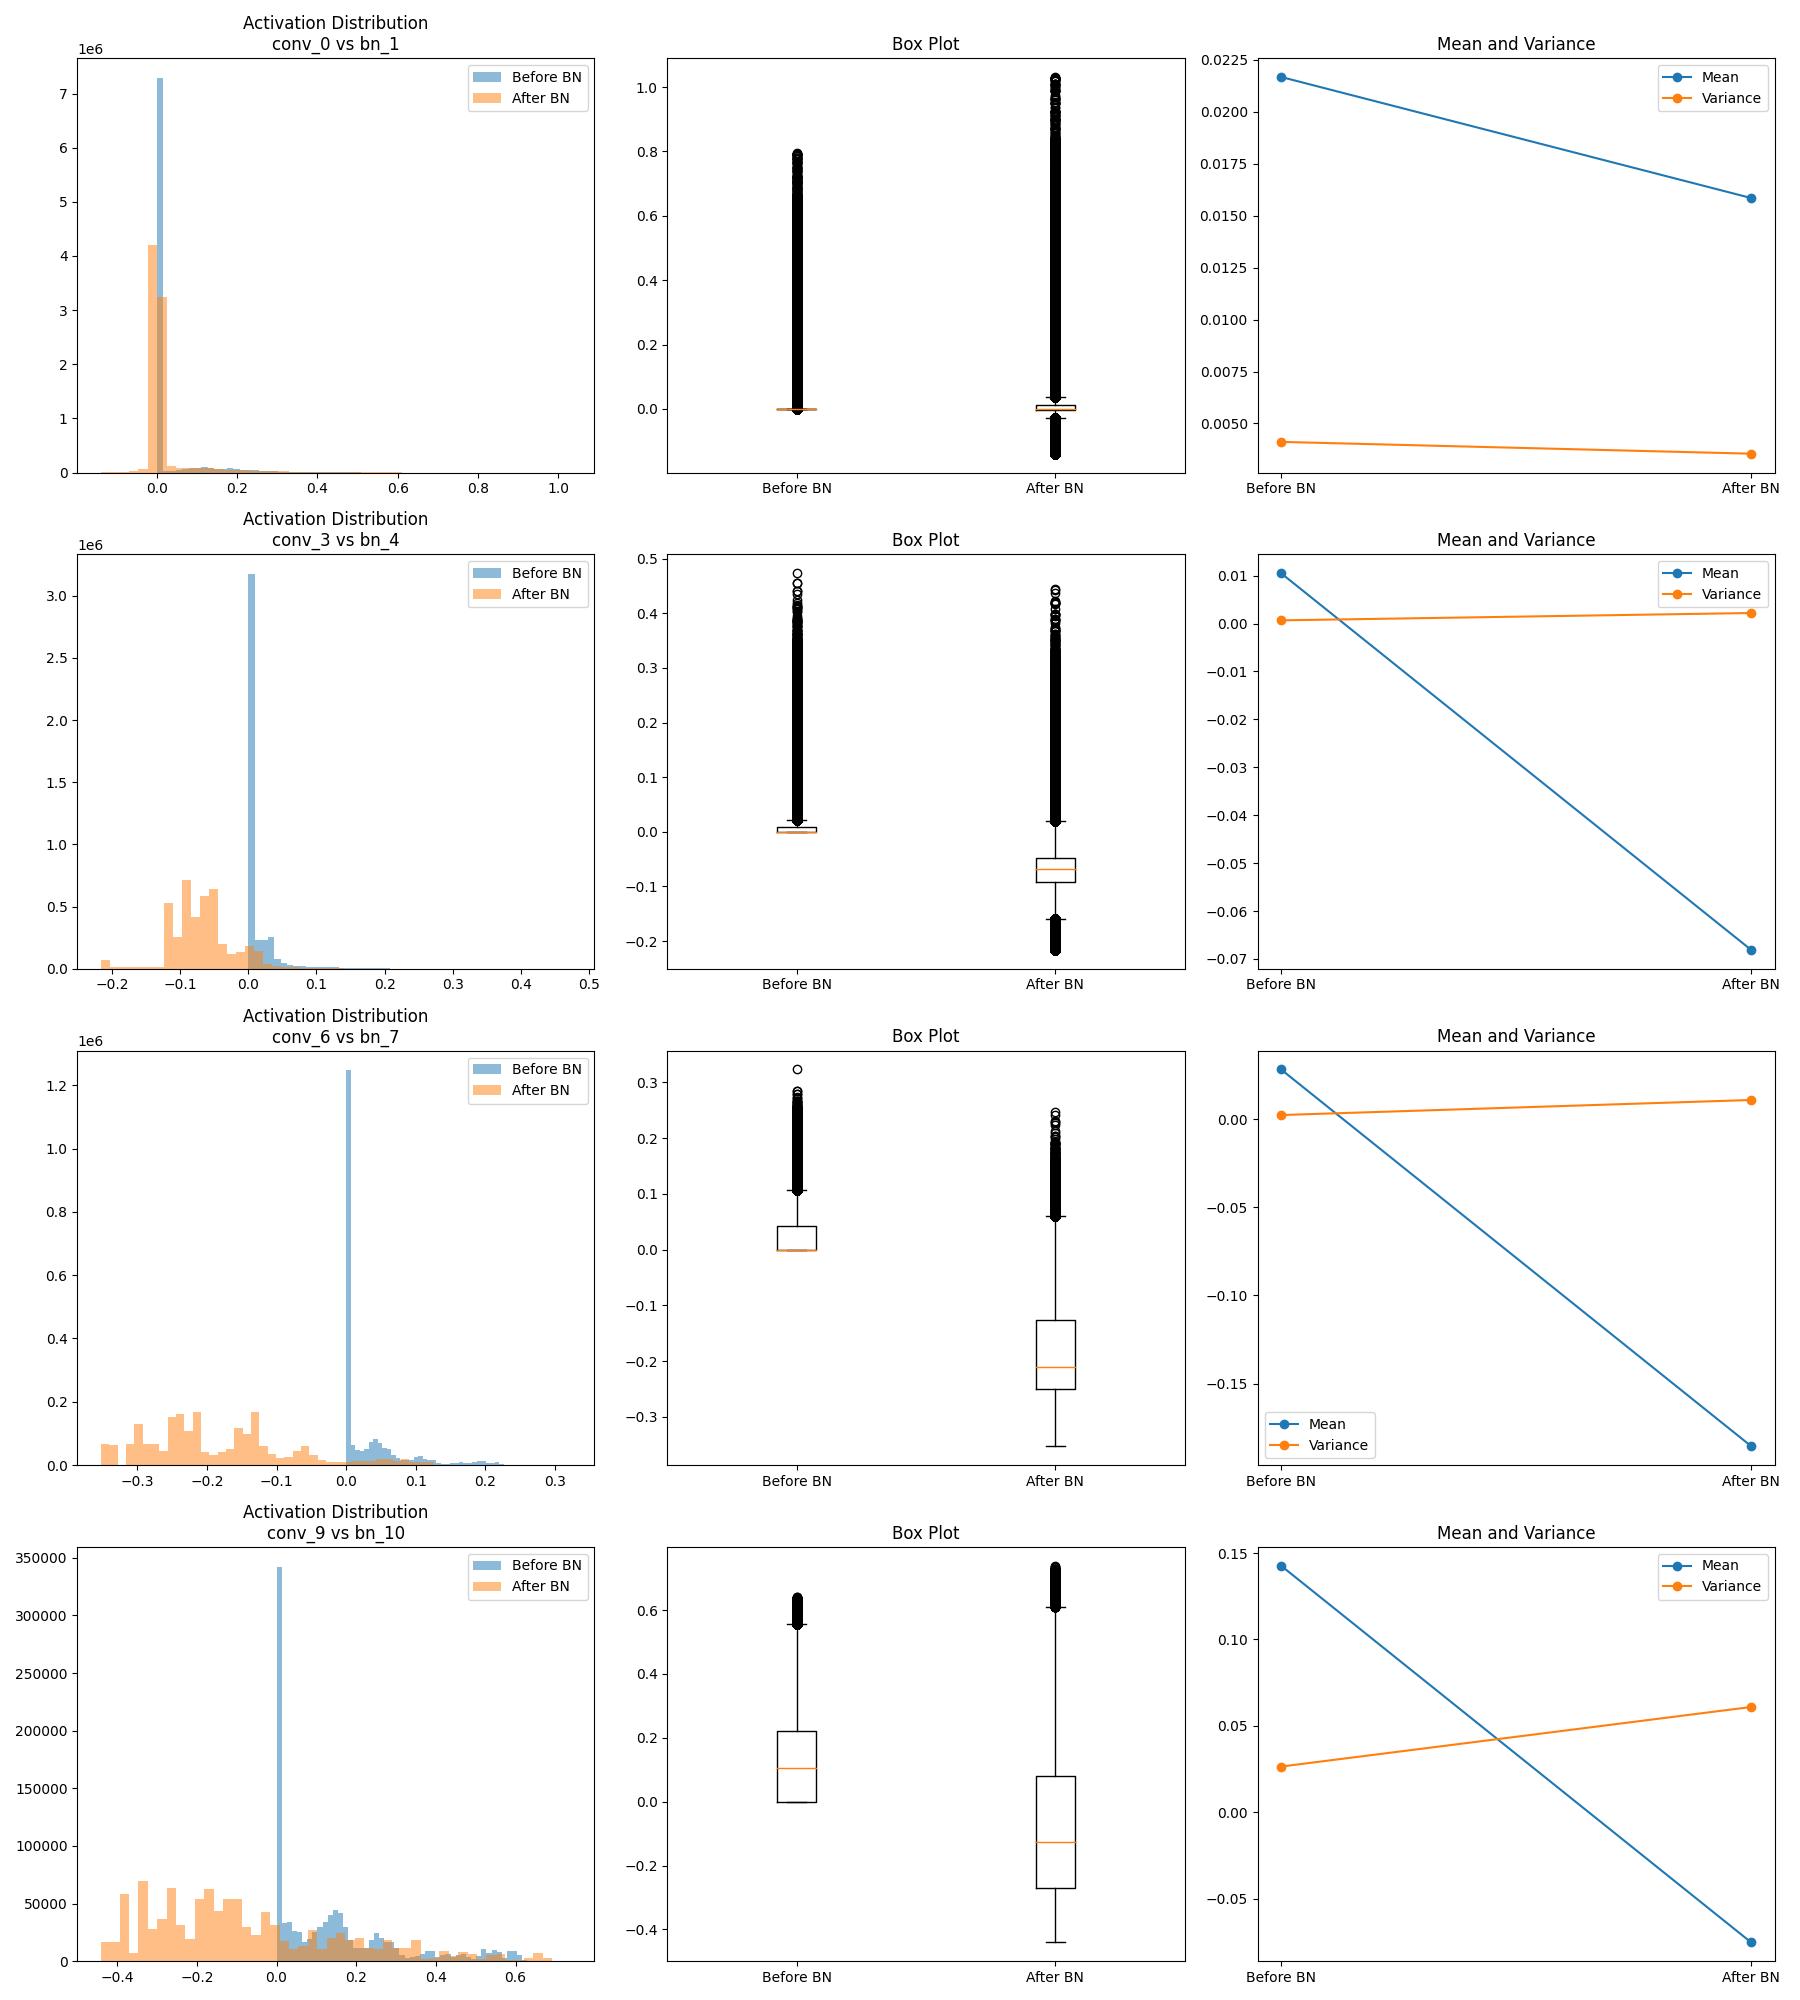 Activation Distribution
conv_0 vs bn_1
1e6
Before BN
After BN
7
6
5
4
3
2
1
0
0.0 0.2 0.4 0.6 0.8 1.0
Box Plot
1.0
0.8
0.6
0.4
0.2
0.0
Before BN After BN
Mean and Variance
Mean
Variance
0.0225
0.0200
0.0175
0.0150
0.0125
0.0100
0.0075
0.0050
Before BN After BN
Activation Distribution
conv_3 vs bn_4
1e6
Before BN
After BN
3.0
2.5
2.0
1.5
1.0
0.5
0.0
−0.2 −0.1 0.0 0.1 0.2 0.3 0.4 0.5
Box Plot
0.5
0.4
0.3
0.2
0.1
0.0
−0.1
−0.2
Before BN After BN
Mean and Variance
Mean
Variance
0.01
0.00
−0.01
−0.02
−0.03
−0.04
−0.05
−0.06
−0.07
Before BN After BN
Activation Distribution
conv_6 vs bn_7
1e6
Before BN
After BN
1.2
1.0
0.8
0.6
0.4
0.2
0.0
−0.3 −0.2 −0.1 0.0 0.1 0.2 0.3
Box Plot
0.3
0.2
0.1
0.0
−0.1
−0.2
−0.3
Before BN After BN
Mean and Variance
0.00
−0.05
−0.10
−0.15
Mean
Variance
Before BN After BN
Activation Distribution
conv_9 vs bn_10
Before BN
After BN
350000
300000
250000
200000
150000
100000
50000
0
−0.4 −0.2 0.0 0.2 0.4 0.6
Box Plot
0.6
0.4
0.2
0.0
−0.2
−0.4
Before BN After BN
Mean and Variance
Mean
Variance
0.15
0.10
0.05
0.00
−0.05
Before BN After BN